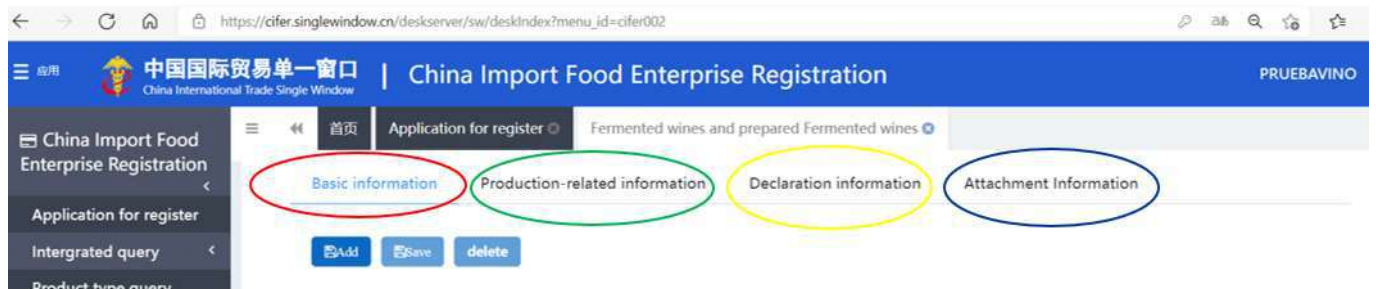 https://cifer.singlewindow.cn/deskserver/sw/deskIndex?menu_id=cifer002
应用
中国国际贸易单一窗口
China International Trade Single Window
| China Import Food Enterprise Registration
PRUEBAVINO
China Import Food
Enterprise Registration
首页
Application for register
Fermented wines and prepared Fermented wines
Basic information
Production-related information
Declaration information
Attachment Information
Application for register
Intergrated query
Product type query
Add
Save
delete